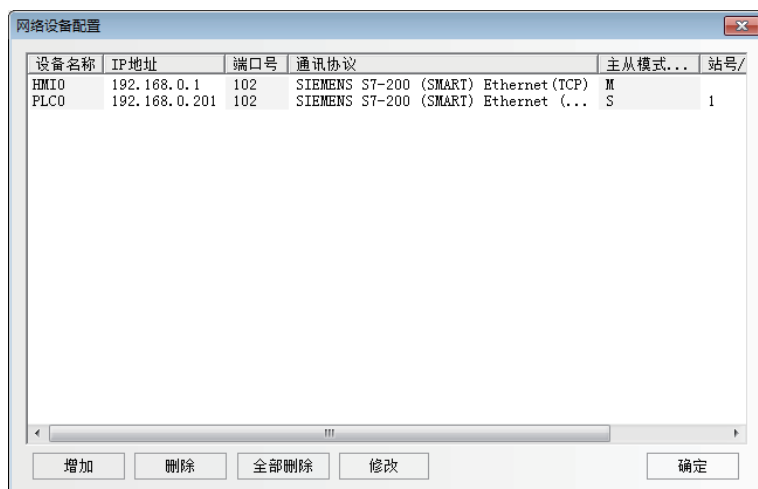 网络设备配置
设备名称 IP地址 端口号 通讯协议 主从模式... 站号/
HMI0 192.168.0.1 102 SIEMENS S7-200 (SMART) Ethernet(TCP) M
PLC0 192.168.0.201 102 SIEMENS S7-200 (SMART) Ethernet (... S 1
增加 删除 全部删除 修改 确定